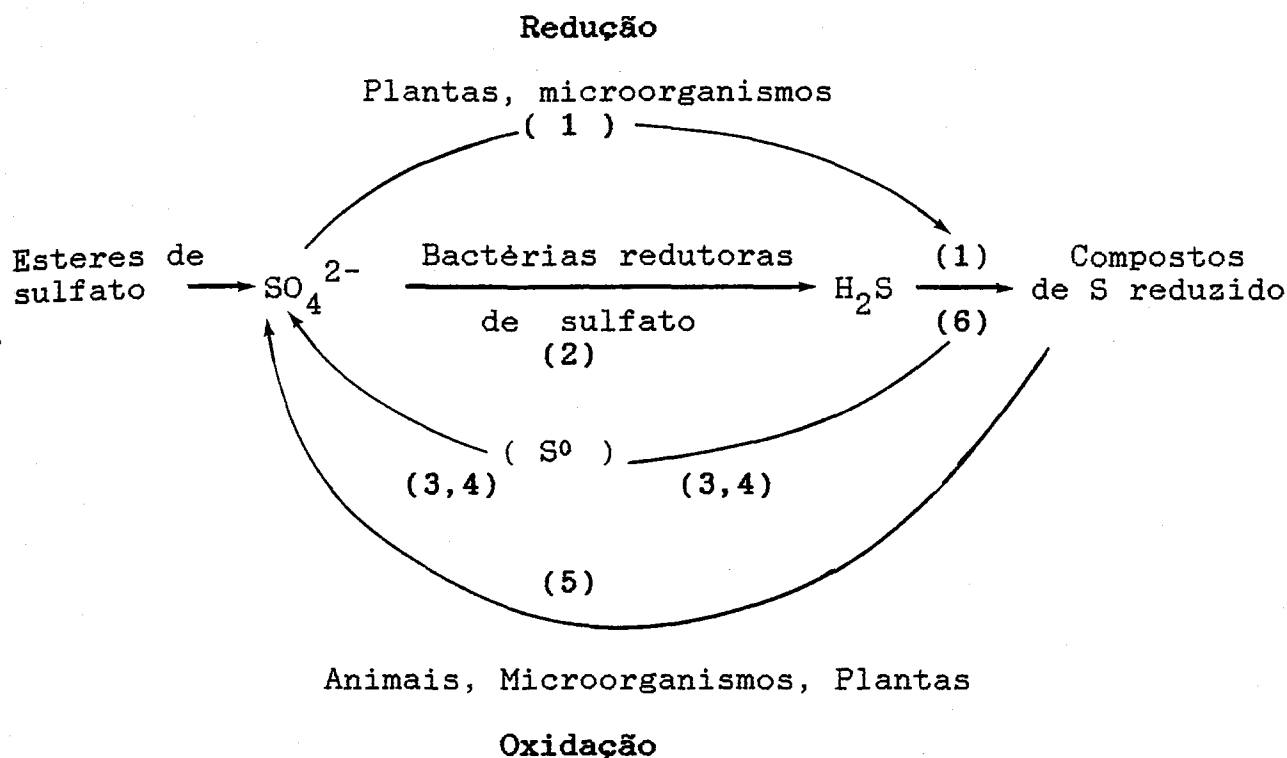 Redução
Plantas, microorganismos
( 1 )
Esteres de
sulfato
SO4 2-
Bactérias redutoras
de sulfato
(2)
H2S
(1)
(6)
Compostos
de S reduzido
( S0 )
(3,4)
(3,4)
(5)
Animais, Microorganismos, Plantas
Oxidação